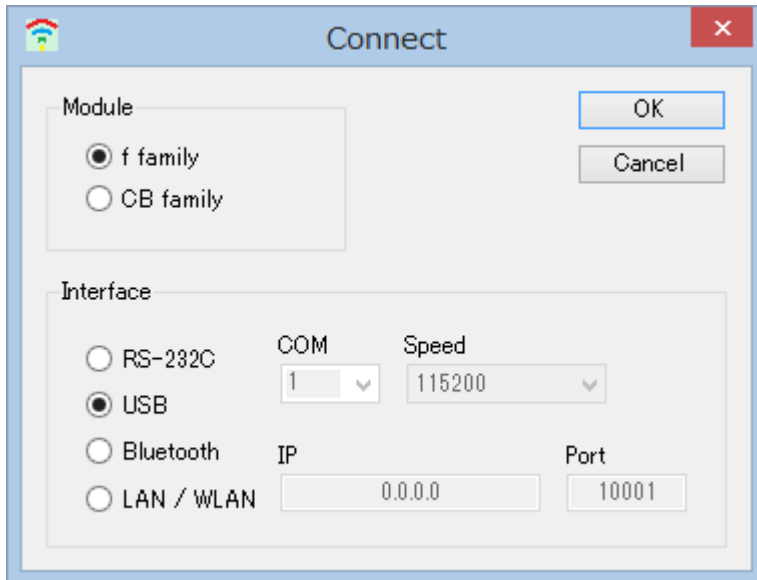 Connect
Module
OK
f family
Cancel
CB family
Interface
COM Speed
RS-232C
1 115200
USB
Bluetooth
IP Port
LAN / WLAN
0.0.0.0 10001